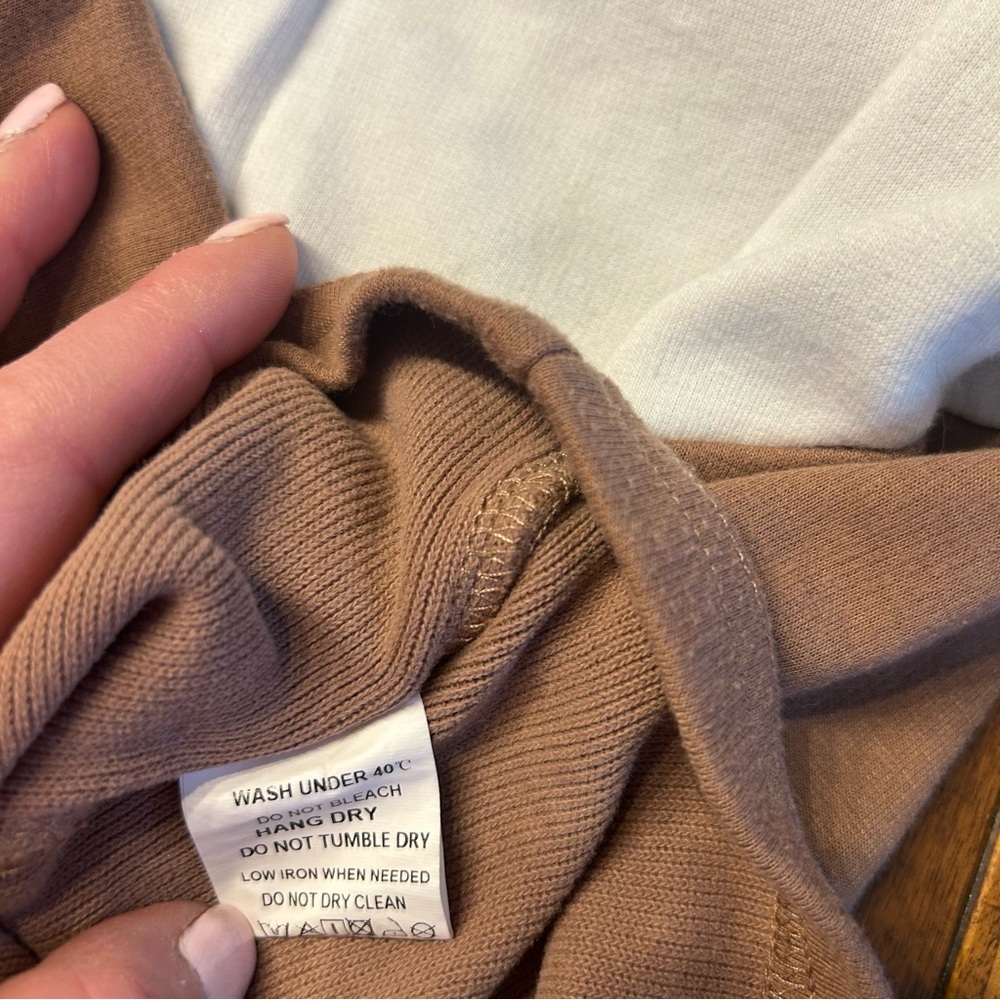 WASH UNDER 40℃
DO NOT BLEACH
HANG DRY
DO NOT TUMBLE DRY
LOW IRON WHEN NEEDED
DO NOT DRY CLEAN